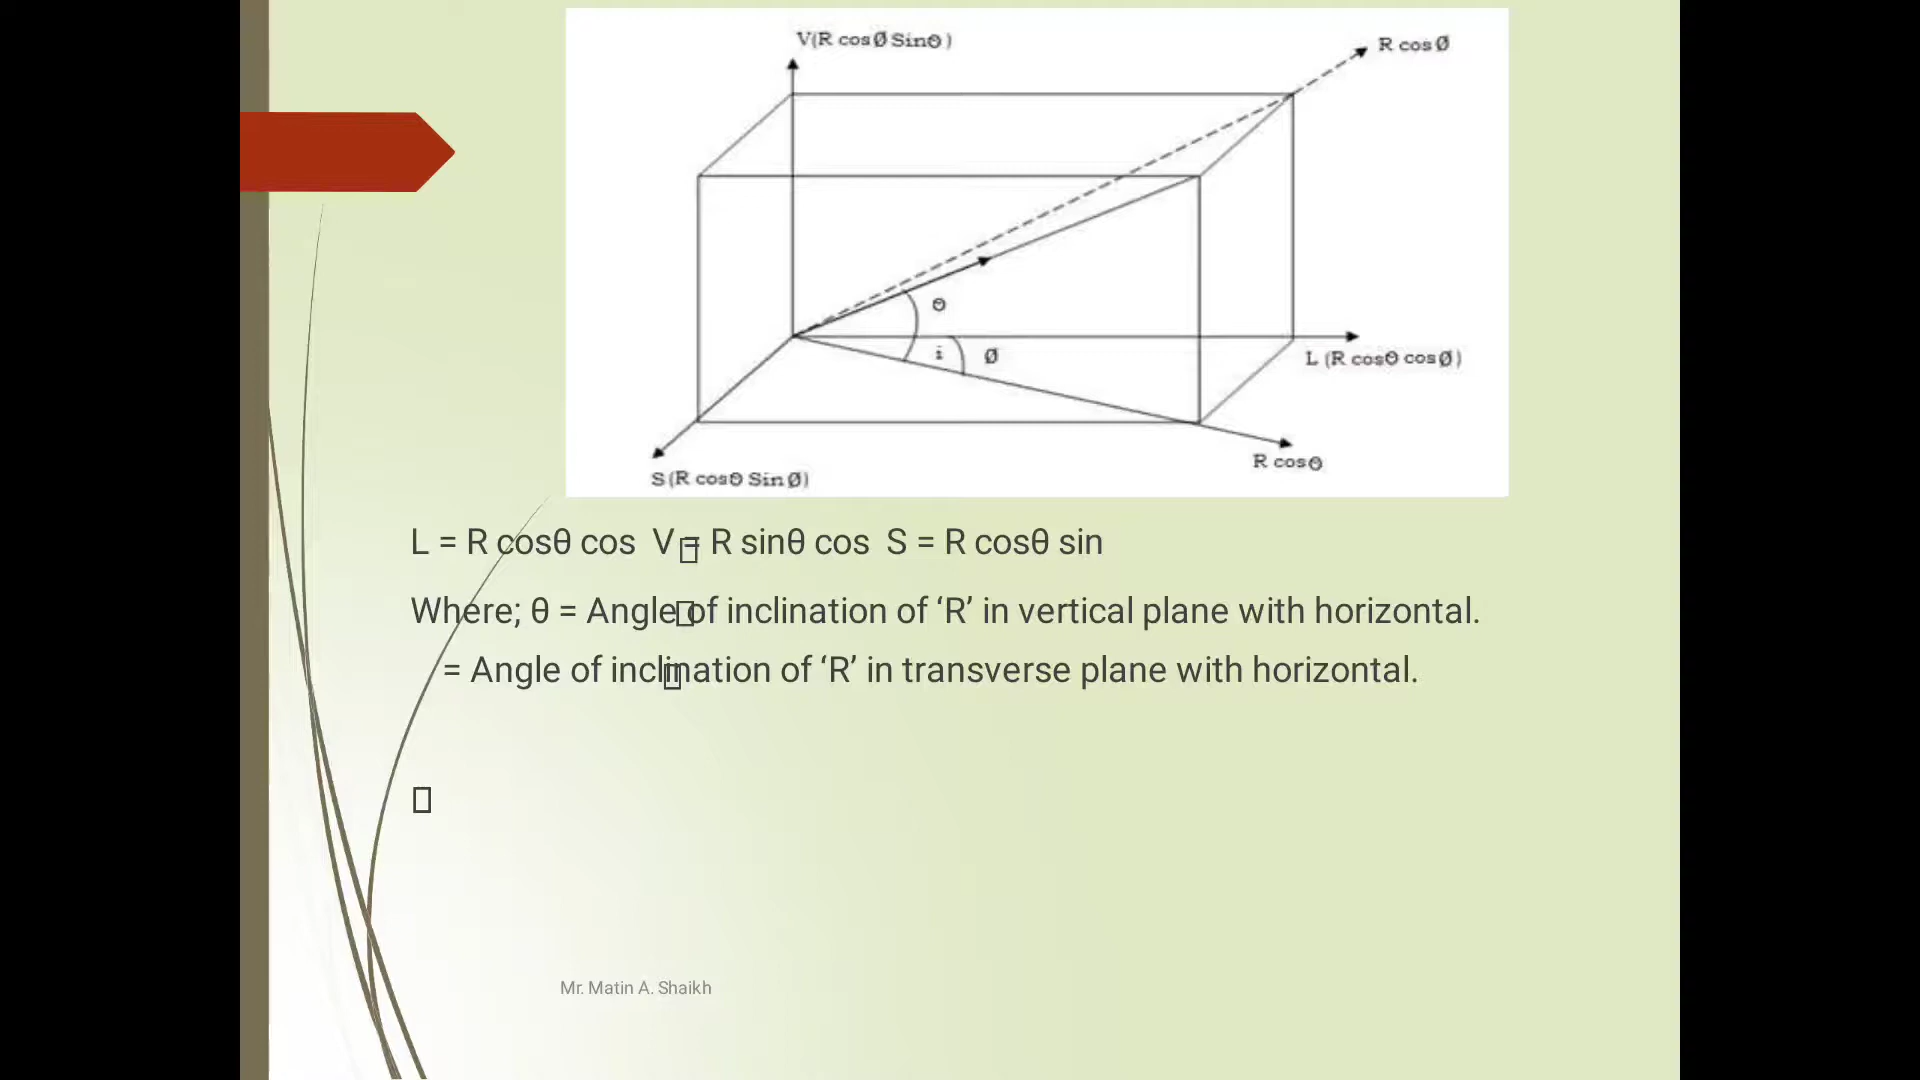 V(R cosØ Sinθ)
R cosØ
θ
i Ø
L (R cosθ cosØ)
R cosθ
S(R cosθ SinØ)
L = R cosθ cos V = R sinθ cos S = R cosθ sin
Where; θ = Angle of inclination of ‘R’ in vertical plane with horizontal.
= Angle of inclination of ‘R’ in transverse plane with horizontal.
Mr. Matin A. Shaikh